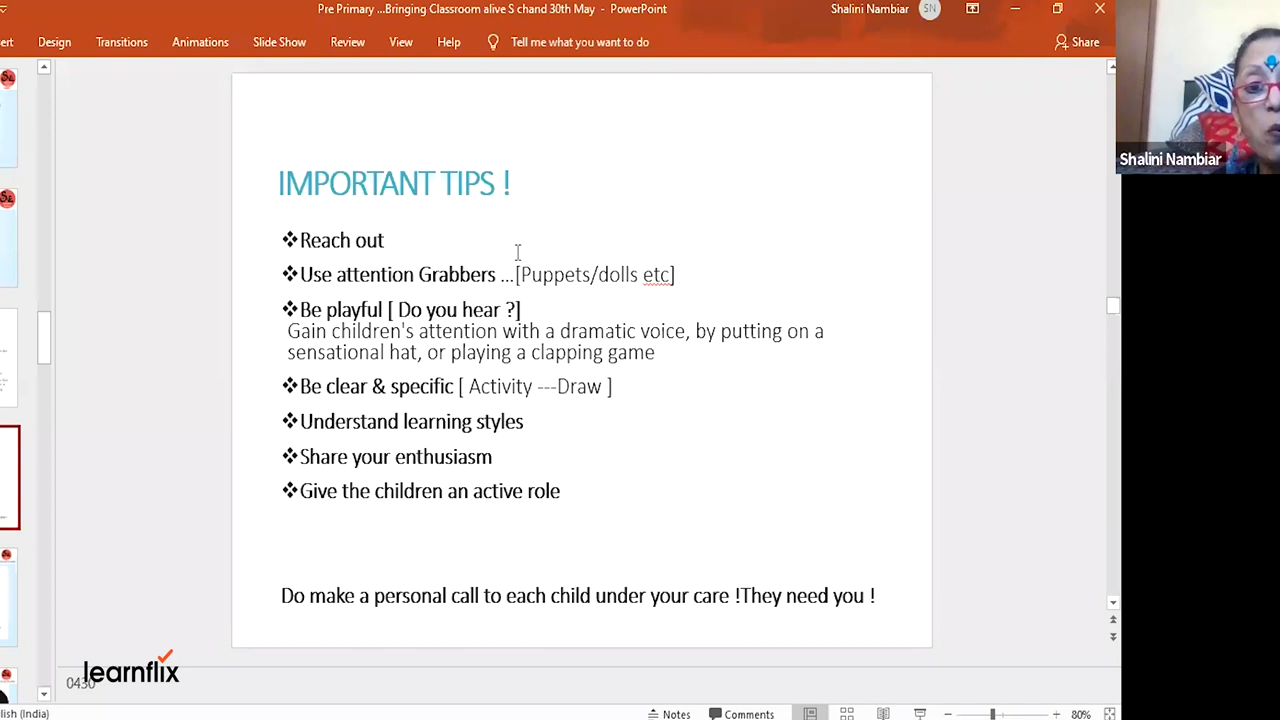 Pre Primary ...Bringing Classroom alive S chand 30th May - PowerPoint
Shalini Nambiar
SN
ert
Design
Transitions
Animations
Slide Show
Review
View
Help
Tell me what you want to do
Share
Shalini Nambiar
IMPORTANT TIPS !
❖Reach out
❖Use attention Grabbers ...[Puppets/dolls etc]
❖Be playful [ Do you hear ?]
Gain children's attention with a dramatic voice, by putting on a
sensational hat, or playing a clapping game
❖Be clear & specific [ Activity ---Draw ]
❖Understand learning styles
❖Share your enthusiasm
❖Give the children an active role
Do make a personal call to each child under your care !They need you !
learnflix
0430
lish (India)
Notes
Comments
80%